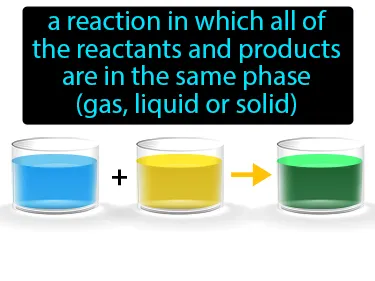 a reaction in which all of
the reactants and products
are in the same phase
(gas, liquid or solid)
+